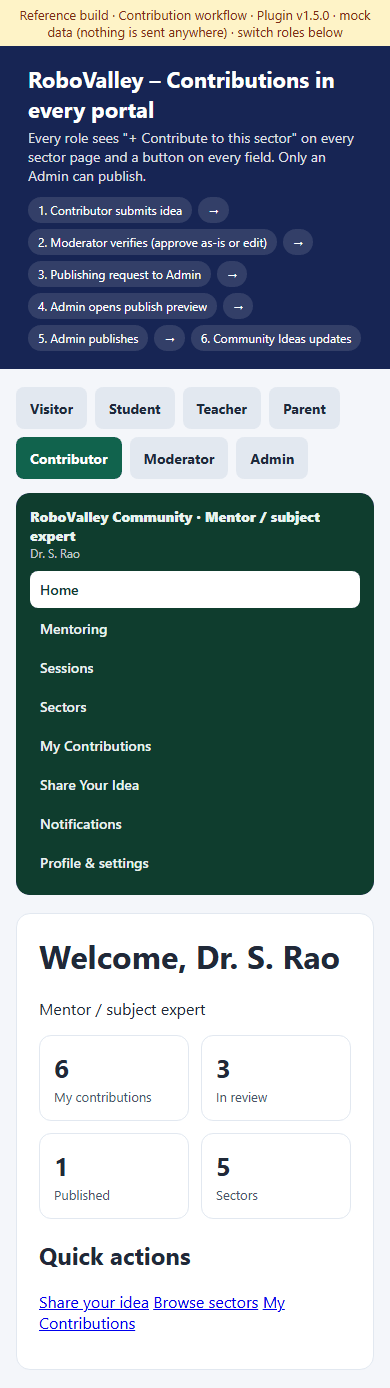 Reference build · Contribution workflow · Plugin v1.5.0 · mock
data (nothing is sent anywhere) · switch roles below
RoboValley – Contributions in
every portal
Every role sees "+ Contribute to this sector" on every
sector page and a button on every field. Only an
Admin can publish.
1. Contributor submits idea →
2. Moderator verifies (approve as-is or edit) →
3. Publishing request to Admin →
4. Admin opens publish preview →
5. Admin publishes → 6. Community Ideas updates
Visitor Student Teacher Parent
Contributor Moderator Admin
RoboValley Community · Mentor / subject
expert
Dr. S. Rao
Home
Mentoring
Sessions
Sectors
My Contributions
Share Your Idea
Notifications
Profile & settings
Welcome, Dr. S. Rao
Mentor / subject expert
6 3
My contributions In review
1 5
Published Sectors
Quick actions
Share your idea Browse sectors My
Contributions